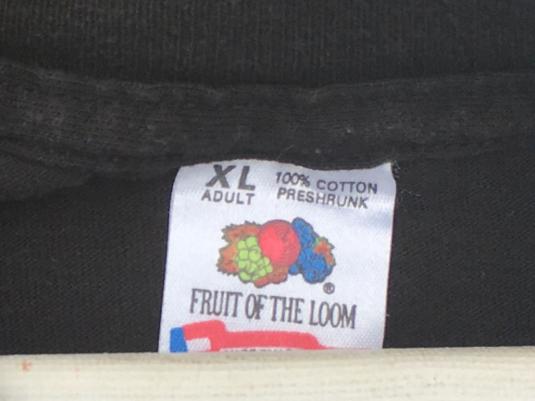 XL 100% COTTON
ADULT PRESHRUNK
®
FRUIT OF THE LOOM